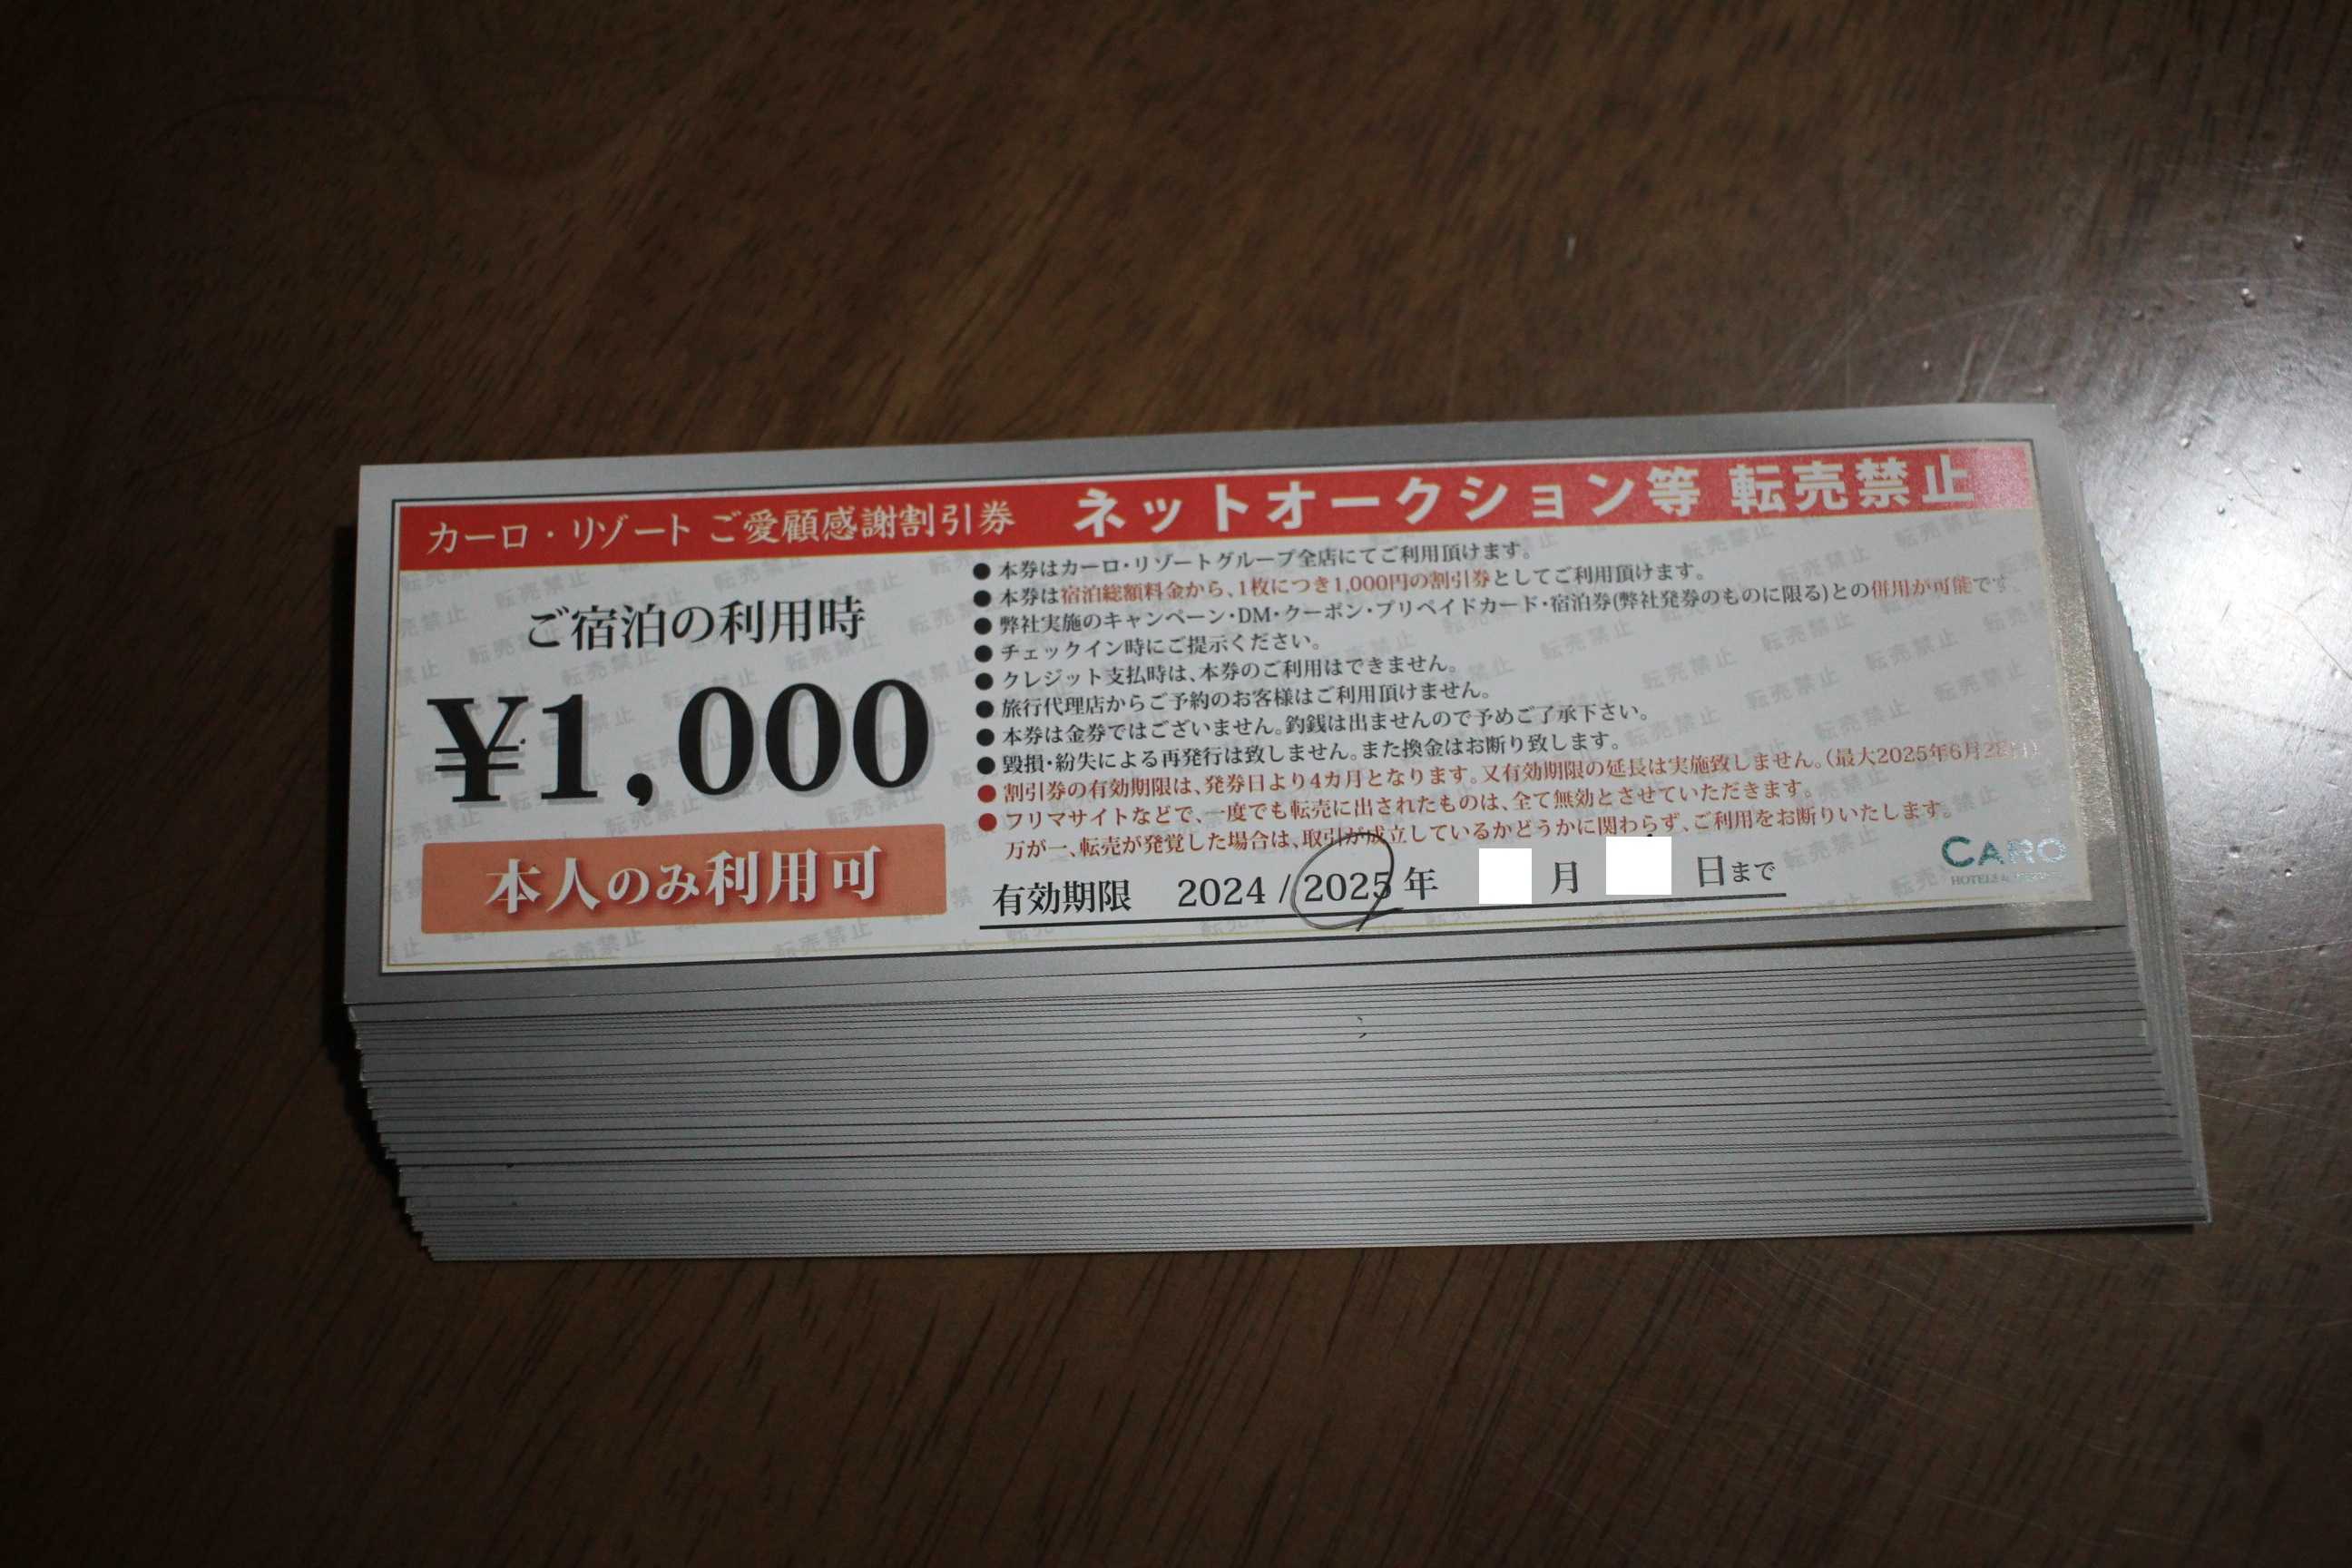 カーロ・リゾート ご愛顧感謝割引券 ネットオークション等 転売禁止
ご宿泊の利用時
¥1,000
本人のみ利用可
●本券はカーロ・リゾートグループ全店にてご利用頂けます。
●本券は宿泊総額料金から、1枚につき1,000円の割引券としてご利用頂けます。
●弊社実施のキャンペーン・DM・クーポン・プリペイドカード・宿泊券(弊社発券のものに限る)との併用が可能です。
●チェックイン時にご提示ください。
●クレジット支払時は、本券のご利用はできません。
●旅行代理店からご予約のお客様はご利用頂けません。
●本券は金券ではございません。釣銭は出ませんので予めご了承下さい。
●毀損・紛失による再発行は致しません。また換金はお断り致します。
●割引券の有効期限は、発券日より4カ月となります。又有効期限の延長は実施致しません。(最大2025年6月28日)
●フリマサイトなどで、一度でも転売に出されたものは、全て無効とさせていただきます。
万が一、転売が発覚した場合は、取引が成立しているかどうかに関わらず、ご利用をお断りいたします。
有効期限 2024 / 2025 年 月 日まで
CARO
HOTELS &
転売禁止